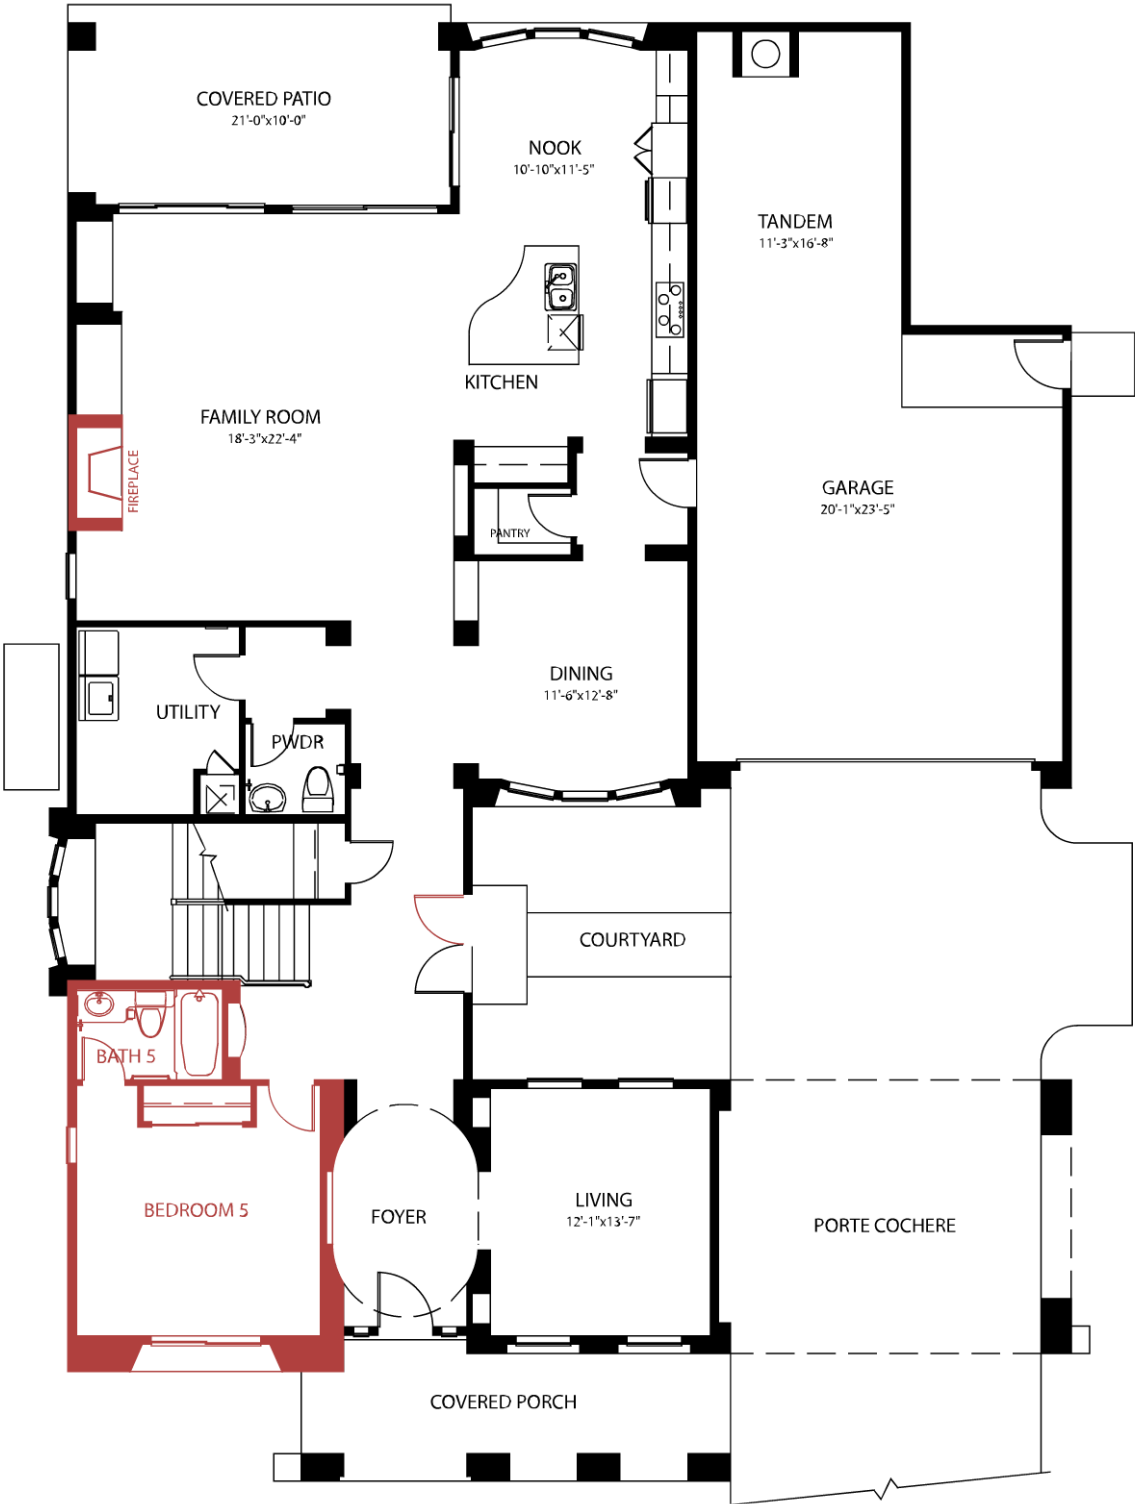 COVERED PATIO
21'-0"x10'-0"
NOOK
10'-10"x11'-5"
TANDEM
11'-3"x16'-8"
KITCHEN
FAMILY ROOM
18'-3"x22'-4"
FIREPLACE
GARAGE
20'-1"x23'-5"
PANTRY
DINING
11'-6"x12'-8"
UTILITY
PWDR
COURTYARD
BATH 5
BEDROOM 5
FOYER
LIVING
12'-1"x13'-7"
PORTE COCHERE
COVERED PORCH